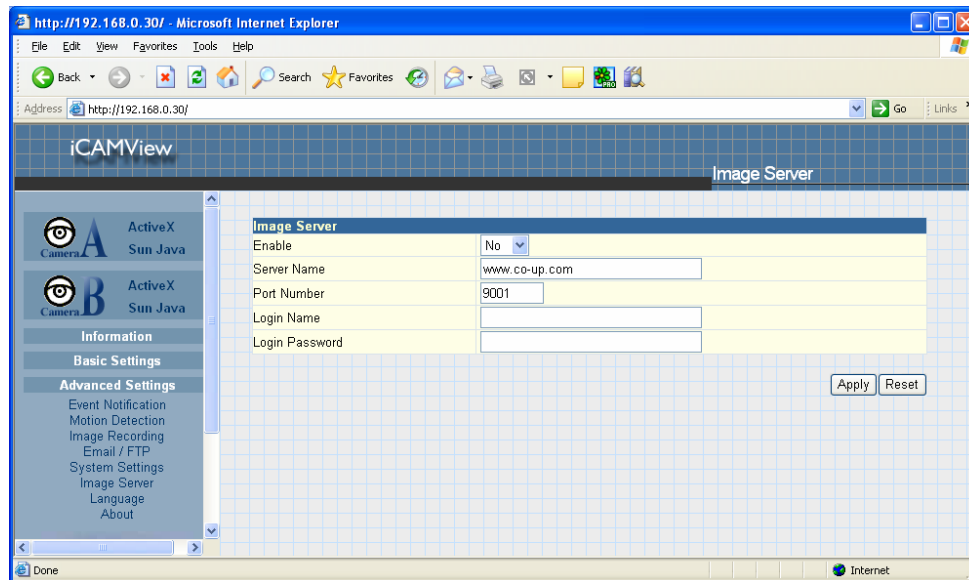 http://192.168.0.30/ - Microsoft Internet Explorer
File Edit View Favorites Tools Help
Back Search Favorites
Address http://192.168.0.30/ Go Links
iCAMView
Image Server
Camera A ActiveX
Sun Java
Camera B ActiveX
Sun Java
Information
Basic Settings
Advanced Settings
Event Notification
Motion Detection
Image Recording
Email / FTP
System Settings
Image Server
Language
About
Image Server
Enable No
Server Name www.co-up.com
Port Number 9001
Login Name
Login Password
Apply Reset
Done Internet